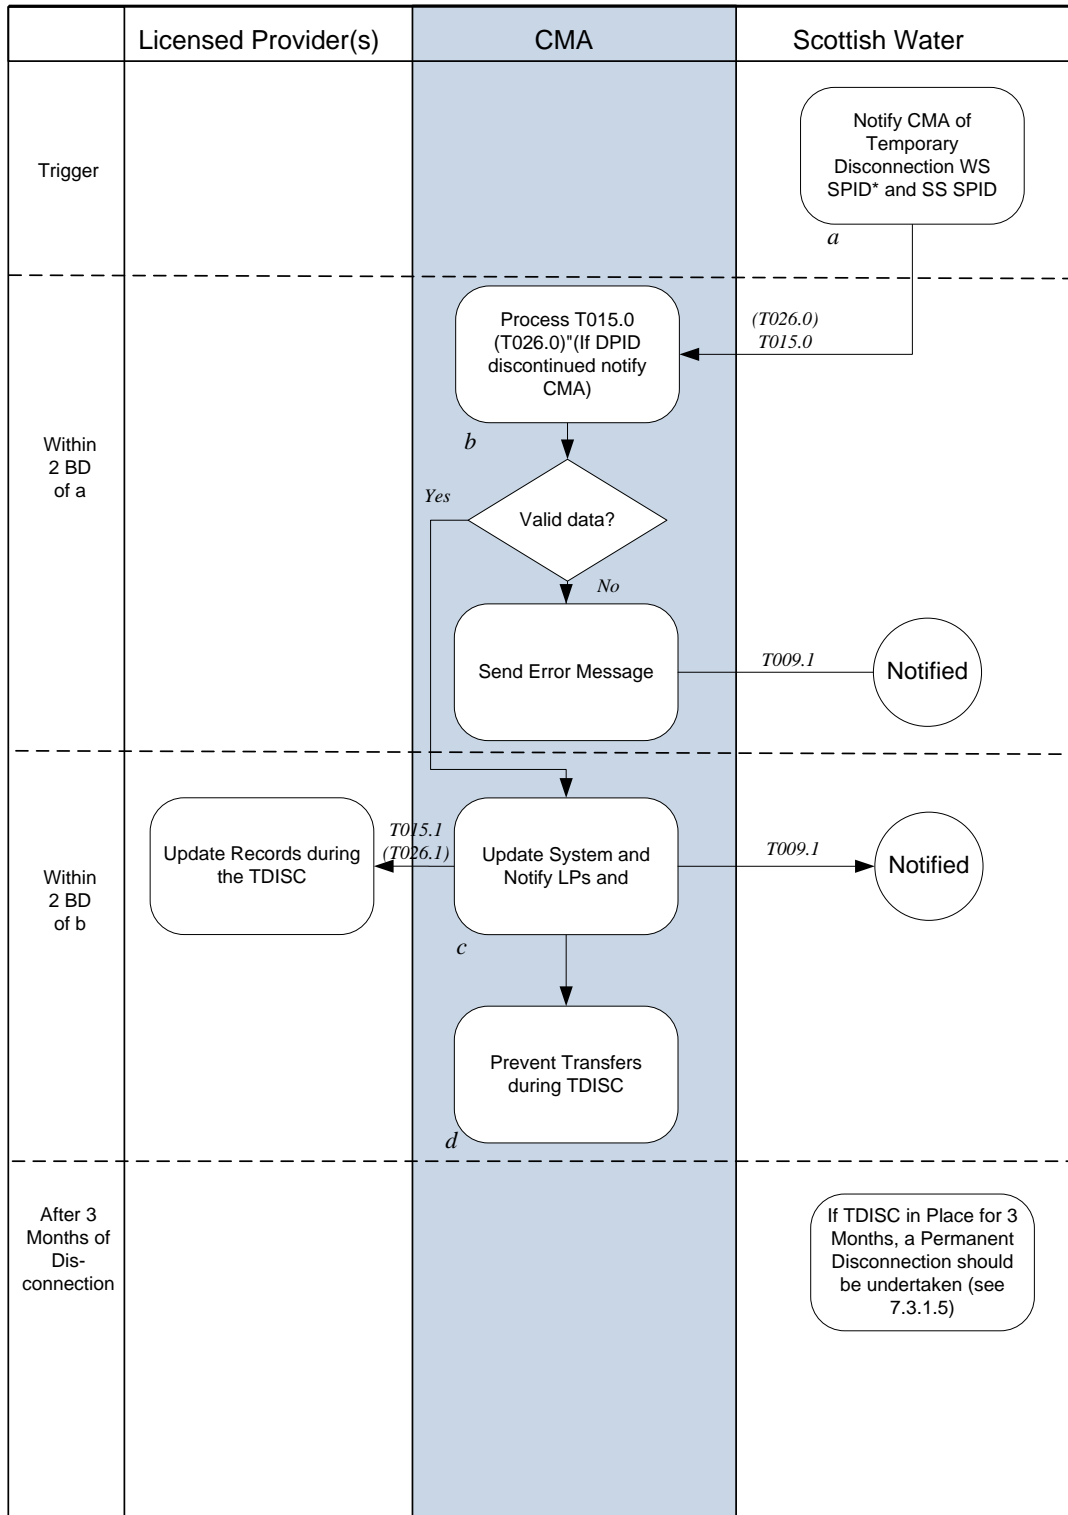 Licensed Provider(s)
CMA
Scottish Water
Trigger
Notify CMA of
Temporary
Disconnection WS
SPID* and SS SPID
a
Within
2 BD
of a
Process T015.0
(T026.0)"(If DPID
discontinued notify
CMA)
b
(T026.0)
T015.0
Yes
Valid data?
No
Send Error Message
T009.1
Notified
Within
2 BD
of b
Update Records during
the TDISC
T015.1
(T026.1)
Update System and
Notify LPs and
c
T009.1
Notified
Prevent Transfers
during TDISC
d
After 3
Months of
Dis-
connection
If TDISC in Place for 3
Months, a Permanent
Disconnection should
be undertaken (see
7.3.1.5)